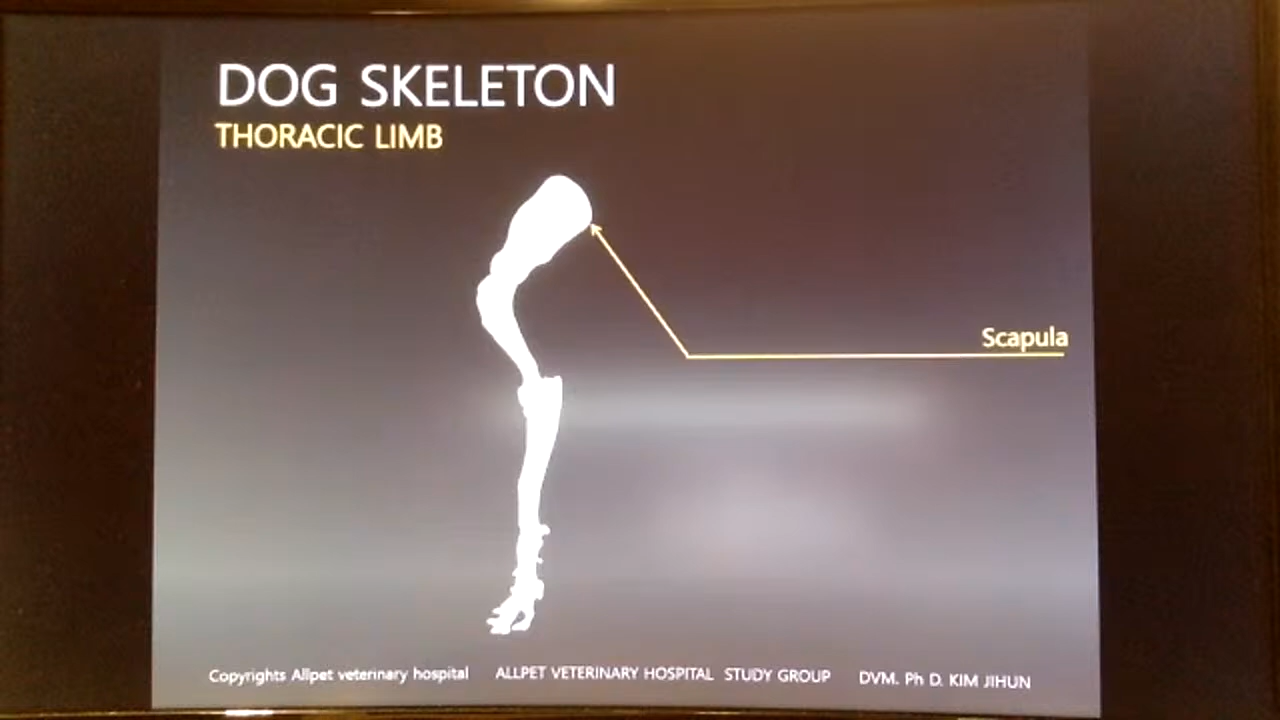 DOG SKELETON
THORACIC LIMB
Scapula
Copyrights Allpet veterinary hospital ALLPET VETERINARY HOSPITAL STUDY GROUP DVM. Ph D. KIM JIHUN